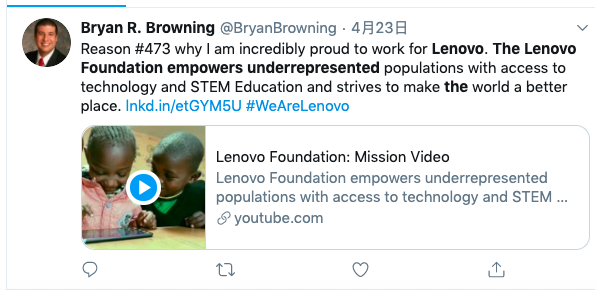 Bryan R. Browning @BryanBrowning · 4月23日
Reason #473 why I am incredibly proud to work for Lenovo. The Lenovo
Foundation empowers underrepresented populations with access to
technology and STEM Education and strives to make the world a better
place. lnkd.in/etGYM5U #WeAreLenovo
Lenovo Foundation: Mission Video
Lenovo Foundation empowers underrepresented
populations with access to technology and STEM ...
youtube.com